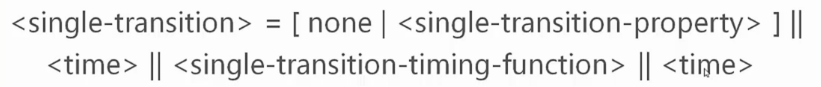 <single-transition> = [ none | <single-transition-property> ] ||
<time> || <single-transition-timing-function> || <time>